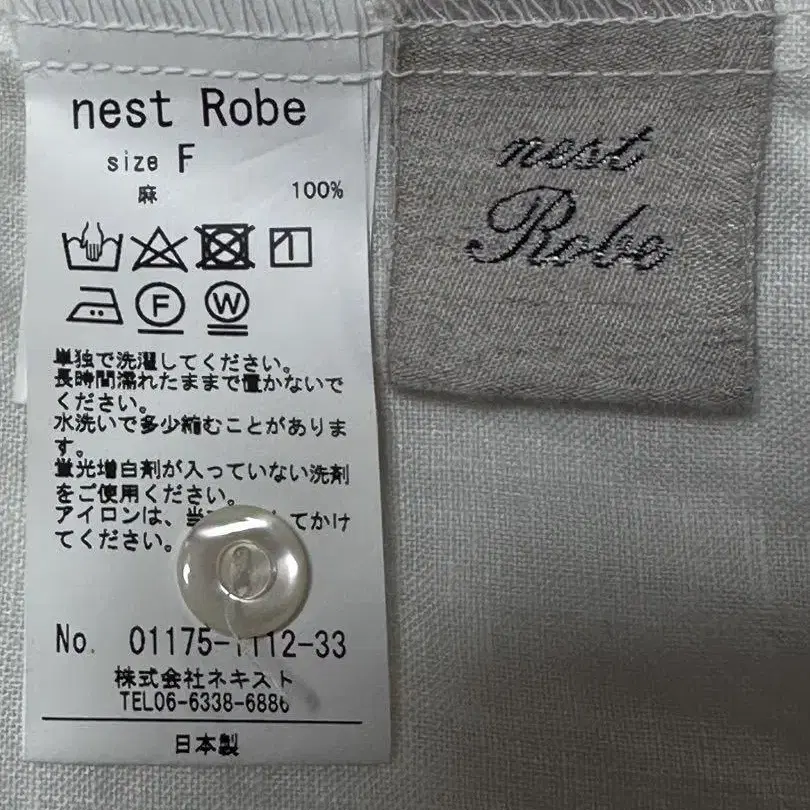 nest Robe
size F
麻 100%
F W
単独で洗濯してください。
長時間濡れたままで置かないで
ください。
水洗いで多少縮むことがありま
す。
蛍光増白剤が入っていない洗剤
をご使用ください。
アイロンは、当て してかけ
てください。
No. 01175-1112-33
株式会社ネキスト
TEL06-6338-6886
日本製
nest
Robe